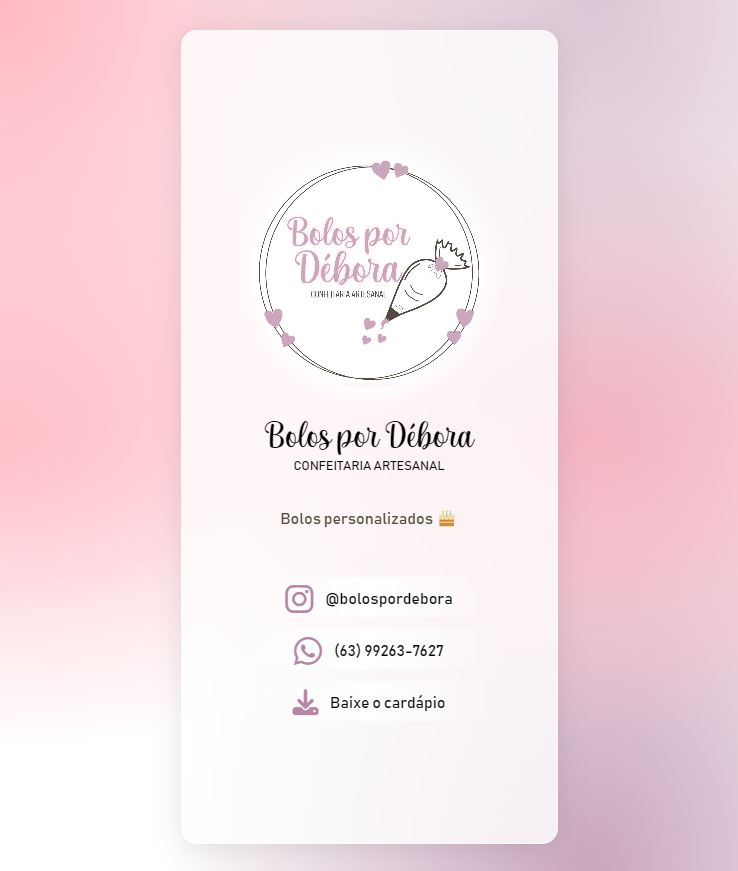 Bolos por
Débora
CONFEITARIA ARTESANAL
Bolos por Débora
CONFEITARIA ARTESANAL
Bolos personalizados 🎂
@bolospordebora
(63) 99263-7627
Baixe o cardápio